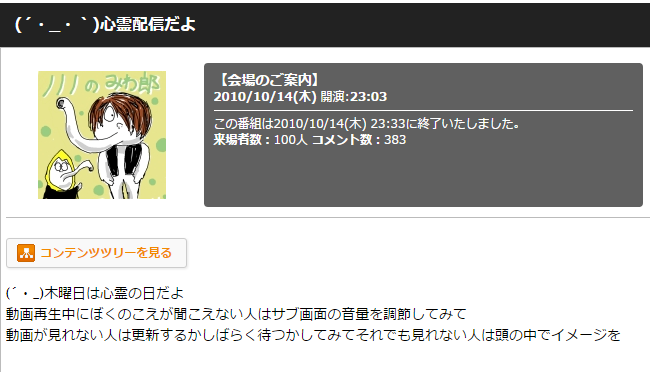 (´・_・｀)心霊配信だよ
ノノノのみわ郎
【会場のご案内】
2010/10/14(木) 開演:23:03
この番組は2010/10/14(木) 23:33に終了いたしました。
来場者数：100人 コメント数：383
コンテンツツリーを見る
(´・_)木曜日は心霊の日だよ
動画再生中にぼくのこえが聞こえない人はサブ画面の音量を調節してみて
動画が見れない人は更新するかしばらく待つかしてみてそれでも見れない人は頭の中でイメージを